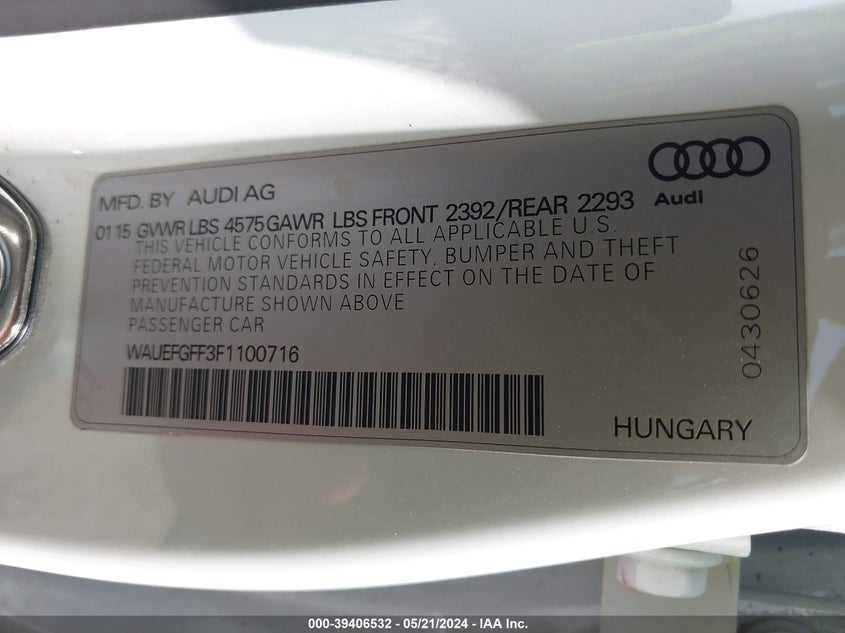 MFD. BY AUDI AG
Audi
01 15 GVWR LBS 4575 GAWR LBS FRONT 2392/REAR 2293
THIS VEHICLE CONFORMS TO ALL APPLICABLE U.S.
FEDERAL MOTOR VEHICLE SAFETY, BUMPER AND THEFT
PREVENTION STANDARDS IN EFFECT ON THE DATE OF
MANUFACTURE SHOWN ABOVE
PASSENGER CAR
WAUEFGFF3F1100716
0430626
HUNGARY
000-39406532 - 05/21/2024 - IAA Inc.